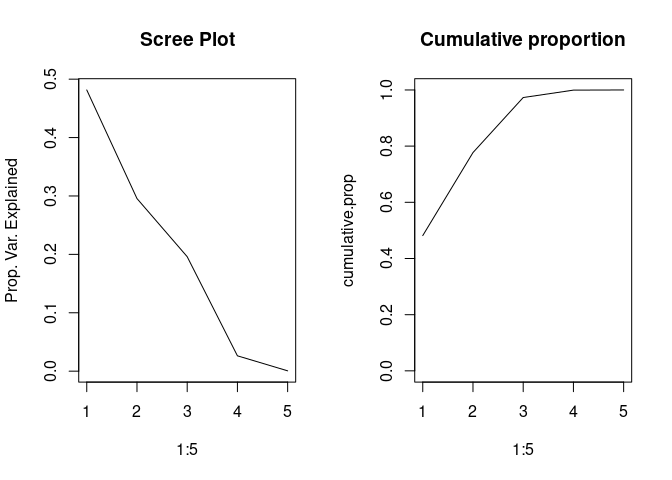 Scree Plot
Prop. Var. Explained
0.5
0.4
0.3
0.2
0.1
0.0
1 2 3 4 5
1:5
Cumulative proportion
cumulative.prop
1.0
0.8
0.6
0.4
0.2
0.0
1 2 3 4 5
1:5